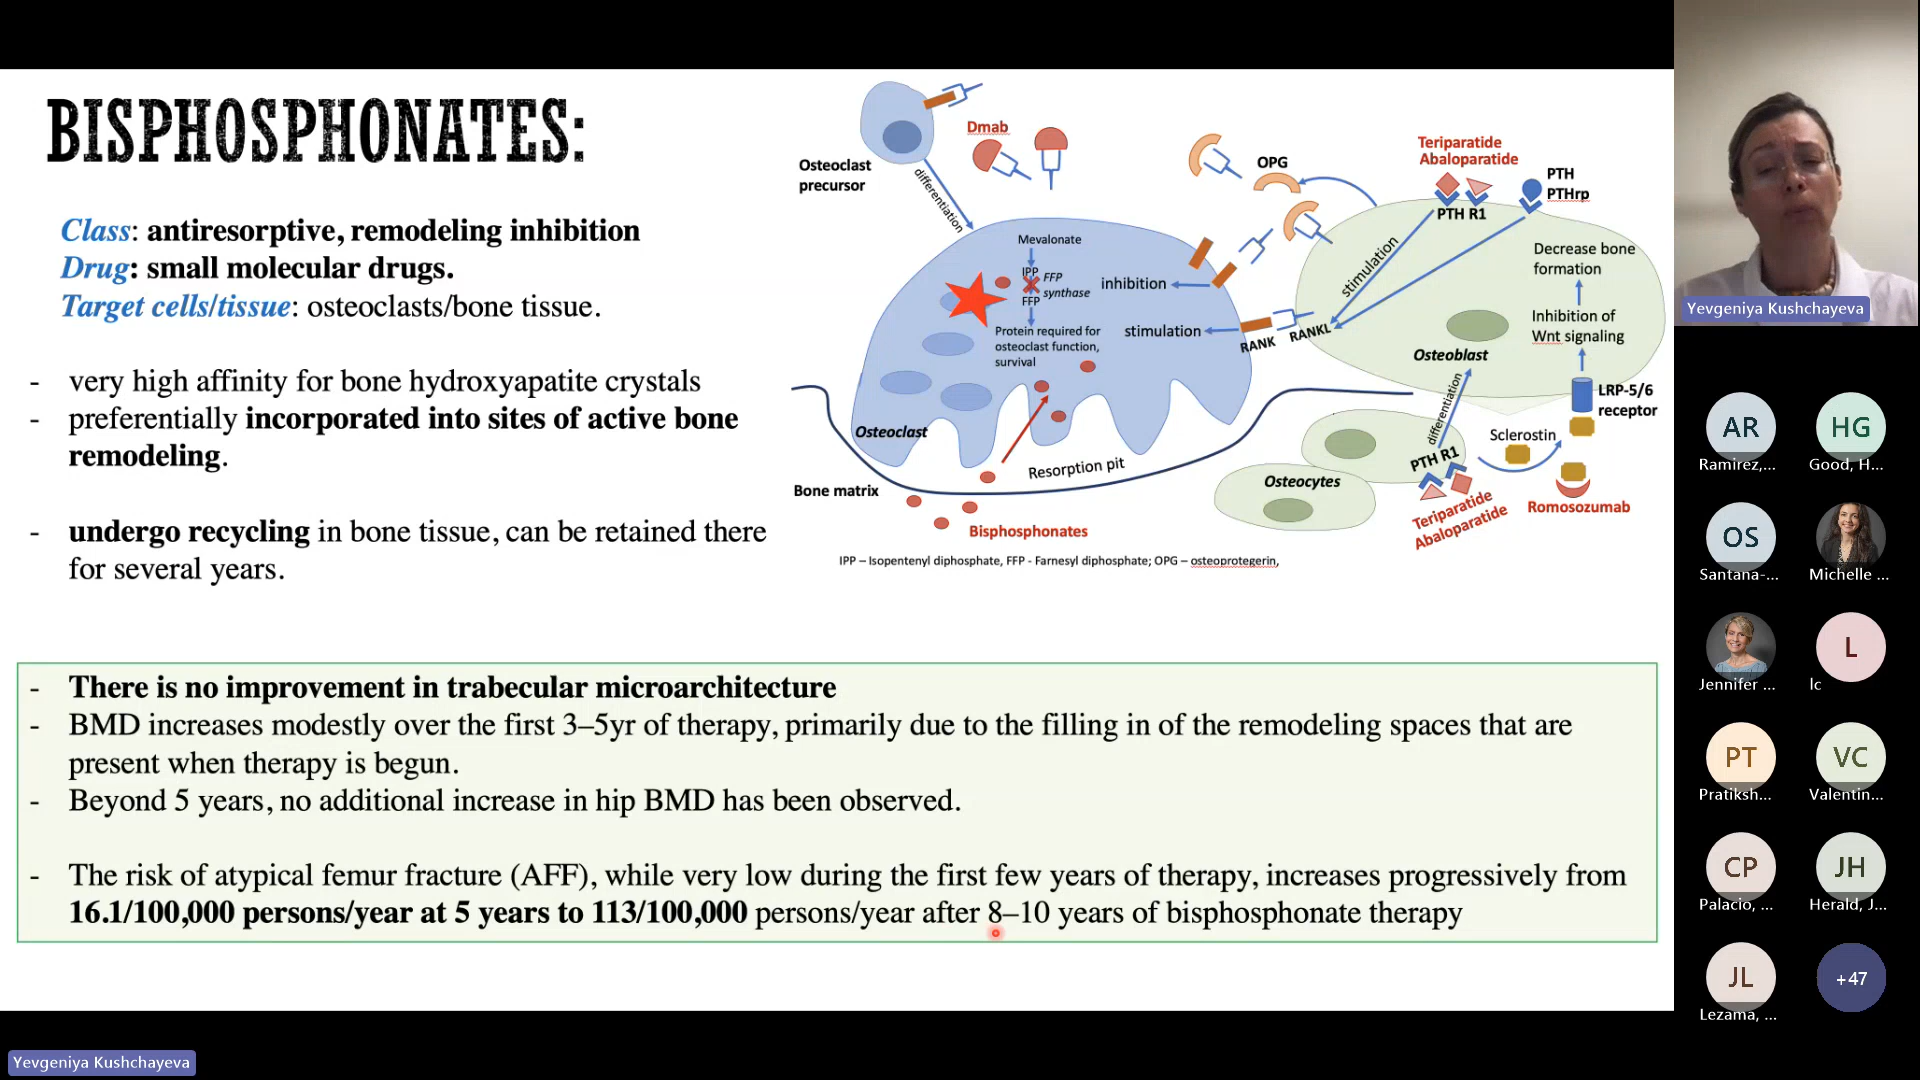 BISPHOSPHONATES:
Class: antiresorptive, remodeling inhibition
Drug: small molecular drugs.
Target cells/tissue: osteoclasts/bone tissue.
- very high affinity for bone hydroxyapatite crystals
- preferentially incorporated into sites of active bone
remodeling.
- undergo recycling in bone tissue, can be retained there
for several years.
Osteoclast
precursor
differentiation
Dmab
OPG
Teriparatide
Abaloparatide
PTH
PTHrp
PTH R1
Mevalonate
IPP
FFP
synthase
FFP
Protein required for
osteoclast function,
survival
inhibition
stimulation
RANK
RANKL
stimulation
Decrease bone
formation
Inhibition of
Wnt signaling
Osteoblast
LRP-5/6
receptor
differentiation
Sclerostin
PTH R1
Osteoclast
Resorption pit
Bone matrix
Osteocytes
Teriparatide
Abaloparatide
Romosozumab
Bisphosphonates
IPP – Isopentenyl diphosphate, FFP - Farnesyl diphosphate; OPG – osteoprotegerin,
- There is no improvement in trabecular microarchitecture
- BMD increases modestly over the first 3–5yr of therapy, primarily due to the filling in of the remodeling spaces that are
present when therapy is begun.
- Beyond 5 years, no additional increase in hip BMD has been observed.
- The risk of atypical femur fracture (AFF), while very low during the first few years of therapy, increases progressively from
16.1/100,000 persons/year at 5 years to 113/100,000 persons/year after 8–10 years of bisphosphonate therapy
Yevgeniya Kushchayeva
Yevgeniya Kushchayeva
AR
Ramirez,...
HG
Good, H...
OS
Santana-...
Michelle ...
Jennifer ...
L
lc
PT
Pratiksh...
VC
Valentin...
CP
Palacio, ...
JH
Herald, J...
JL
Lezama, ...
+47